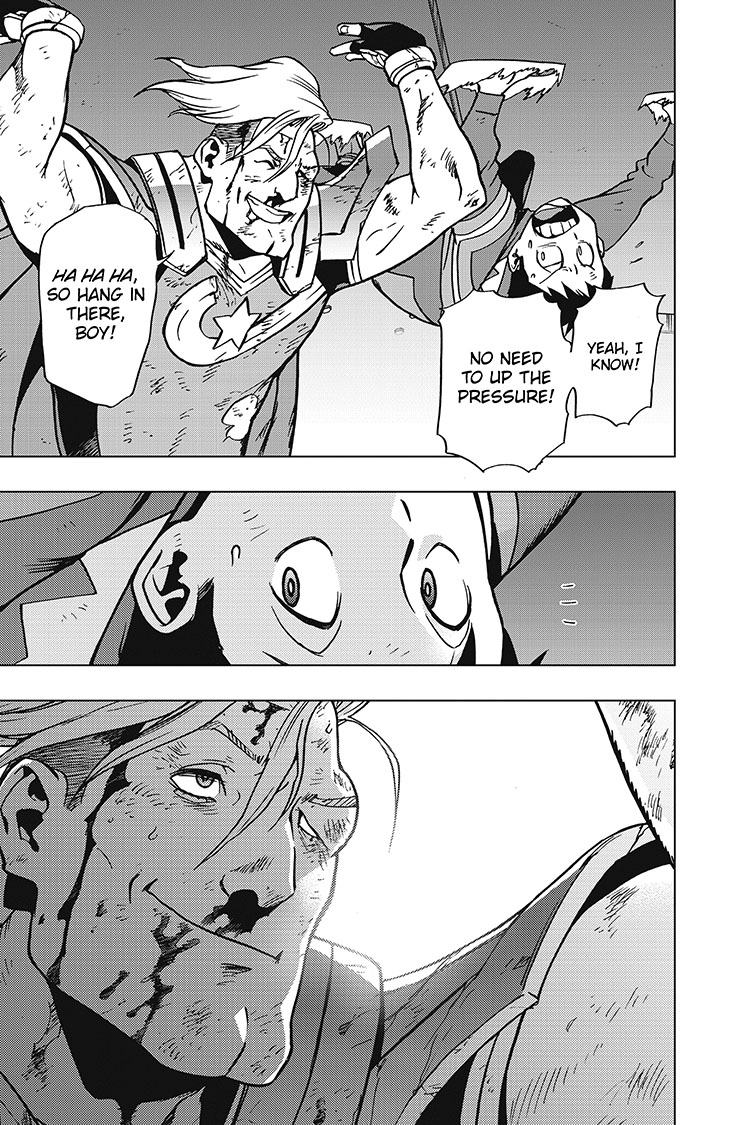 YEAH, I
KNOW!
NO NEED
TO UP THE
PRESSURE!
HA HA HA,
SO HANG IN
THERE,
BOY!